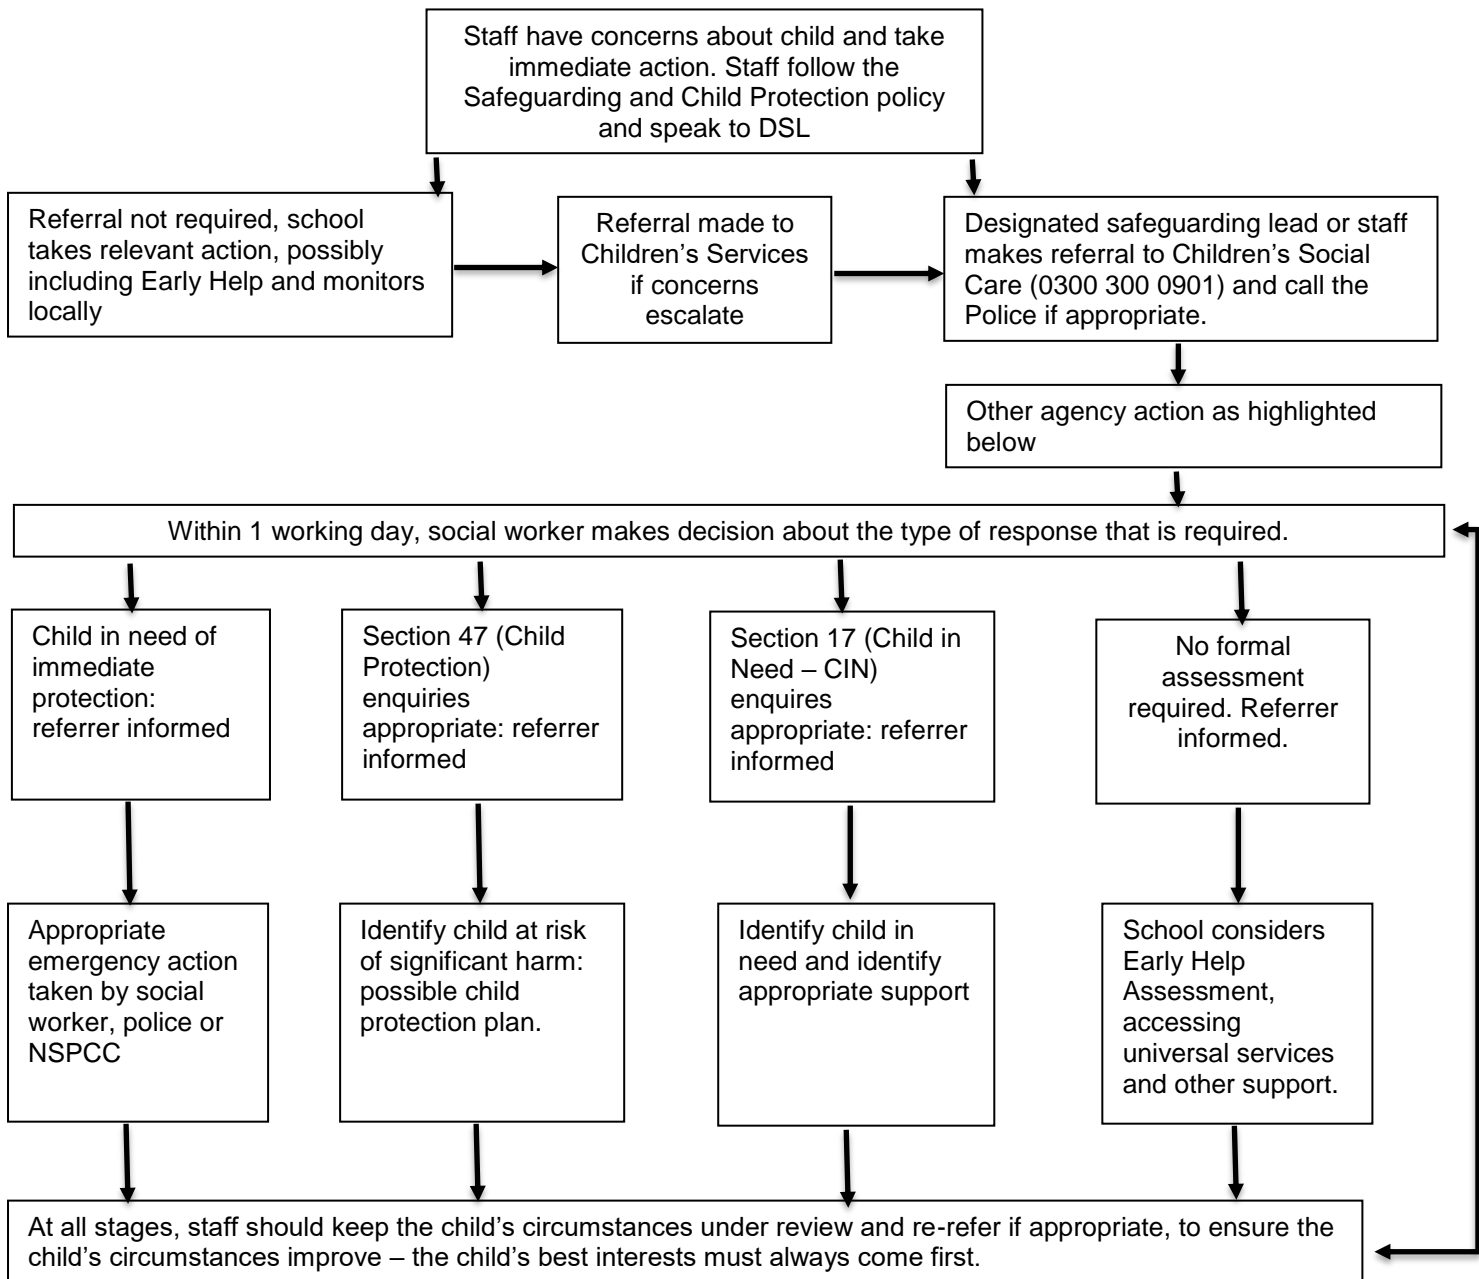 Staff have concerns about child and take
immediate action. Staff follow the
Safeguarding and Child Protection policy
and speak to DSL
Referral not required, school
takes relevant action, possibly
including Early Help and monitors
locally
Referral made to
Children’s Services
if concerns
escalate
Designated safeguarding lead or staff
makes referral to Children’s Social
Care (0300 300 0901) and call the
Police if appropriate.
Other agency action as highlighted
below
Within 1 working day, social worker makes decision about the type of response that is required.
Child in need of
immediate
protection:
referrer informed
Section 47 (Child
Protection)
enquiries
appropriate: referrer
informed
Section 17 (Child in
Need – CIN)
enquires
appropriate: referrer
informed
No formal
assessment
required. Referrer
informed.
Appropriate
emergency action
taken by social
worker, police or
NSPCC
Identify child at risk
of significant harm:
possible child
protection plan.
Identify child in
need and identify
appropriate support
School considers
Early Help
Assessment,
accessing
universal services
and other support.
At all stages, staff should keep the child’s circumstances under review and re-refer if appropriate, to ensure the
child’s circumstances improve – the child’s best interests must always come first.